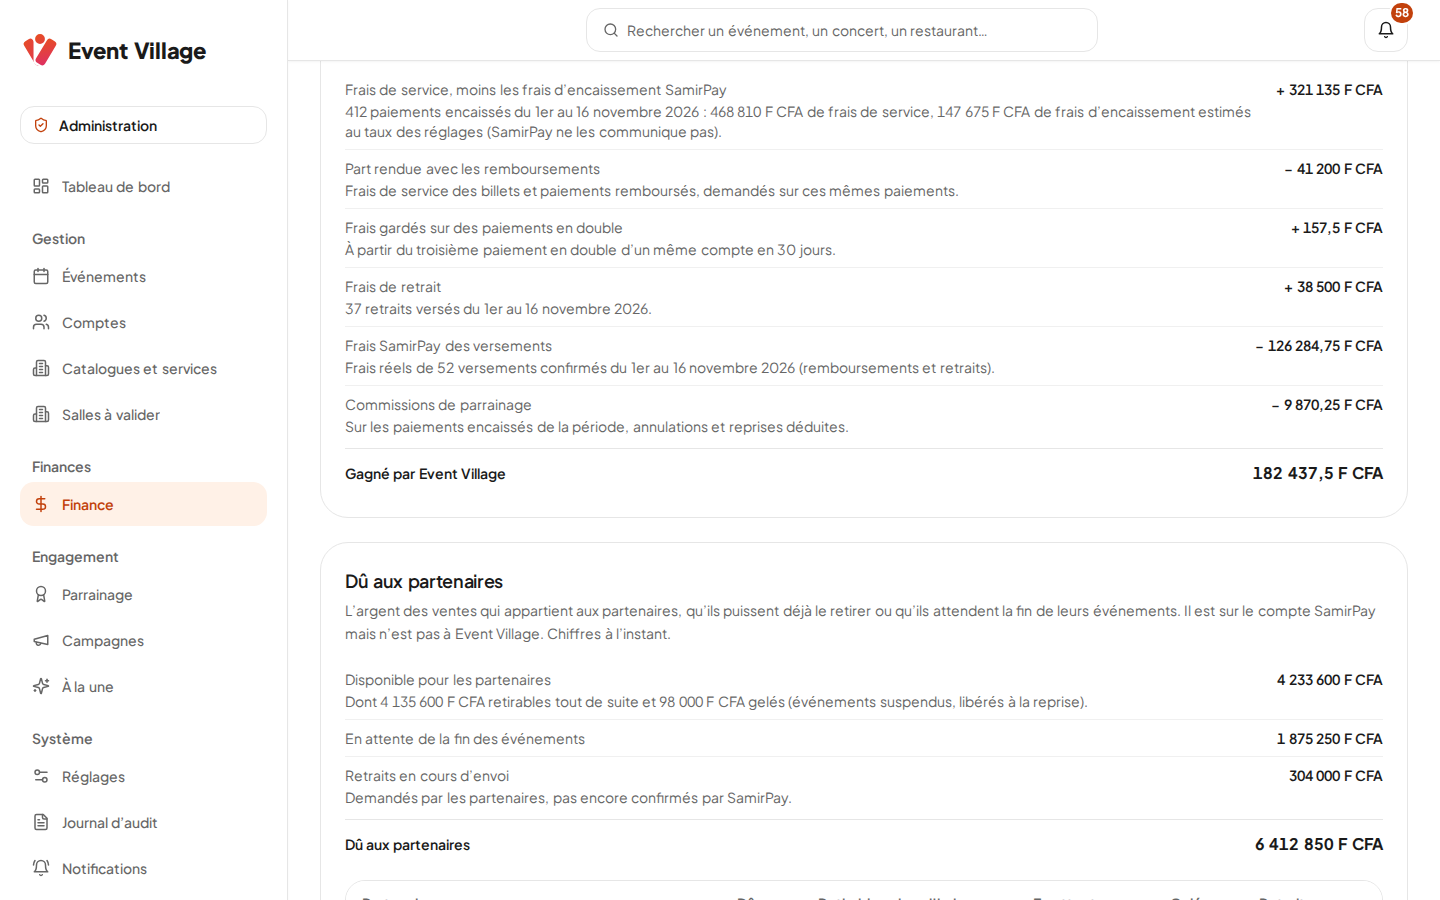 Event Village
Rechercher un événement, un concert, un restaurant...
58
Administration
Tableau de bord
Gestion
Événements
Comptes
Catalogues et services
Salles à valider
Finances
Finance
Engagement
Parrainage
Campagnes
À la une
Système
Réglages
Journal d’audit
Notifications
Frais de service, moins les frais d’encaissement SamirPay
+ 321 135 F CFA
412 paiements encaissés du 1er au 16 novembre 2026 : 468 810 F CFA de frais de service, 147 675 F CFA de frais d’encaissement estimés
au taux des réglages (SamirPay ne les communique pas).
Part rendue avec les remboursements
− 41 200 F CFA
Frais de service des billets et paiements remboursés, demandés sur ces mêmes paiements.
Frais gardés sur des paiements en double
+ 157,5 F CFA
À partir du troisième paiement en double d’un même compte en 30 jours.
Frais de retrait
+ 38 500 F CFA
37 retraits versés du 1er au 16 novembre 2026.
Frais SamirPay des versements
− 126 284,75 F CFA
Frais réels de 52 versements confirmés du 1er au 16 novembre 2026 (remboursements et retraits).
Commissions de parrainage
− 9 870,25 F CFA
Sur les paiements encaissés de la période, annulations et reprises déduites.
Gagné par Event Village
182 437,5 F CFA
Dû aux partenaires
L’argent des ventes qui appartient aux partenaires, qu’ils puissent déjà le retirer ou qu’ils attendent la fin de leurs événements. Il est sur le compte SamirPay
mais n’est pas à Event Village. Chiffres à l’instant.
Disponible pour les partenaires
4 233 600 F CFA
Dont 4 135 600 F CFA retirables tout de suite et 98 000 F CFA gelés (événements suspendus, libérés à la reprise).
En attente de la fin des événements
1 875 250 F CFA
Retraits en cours d’envoi
304 000 F CFA
Demandés par les partenaires, pas encore confirmés par SamirPay.
Dû aux partenaires
6 412 850 F CFA